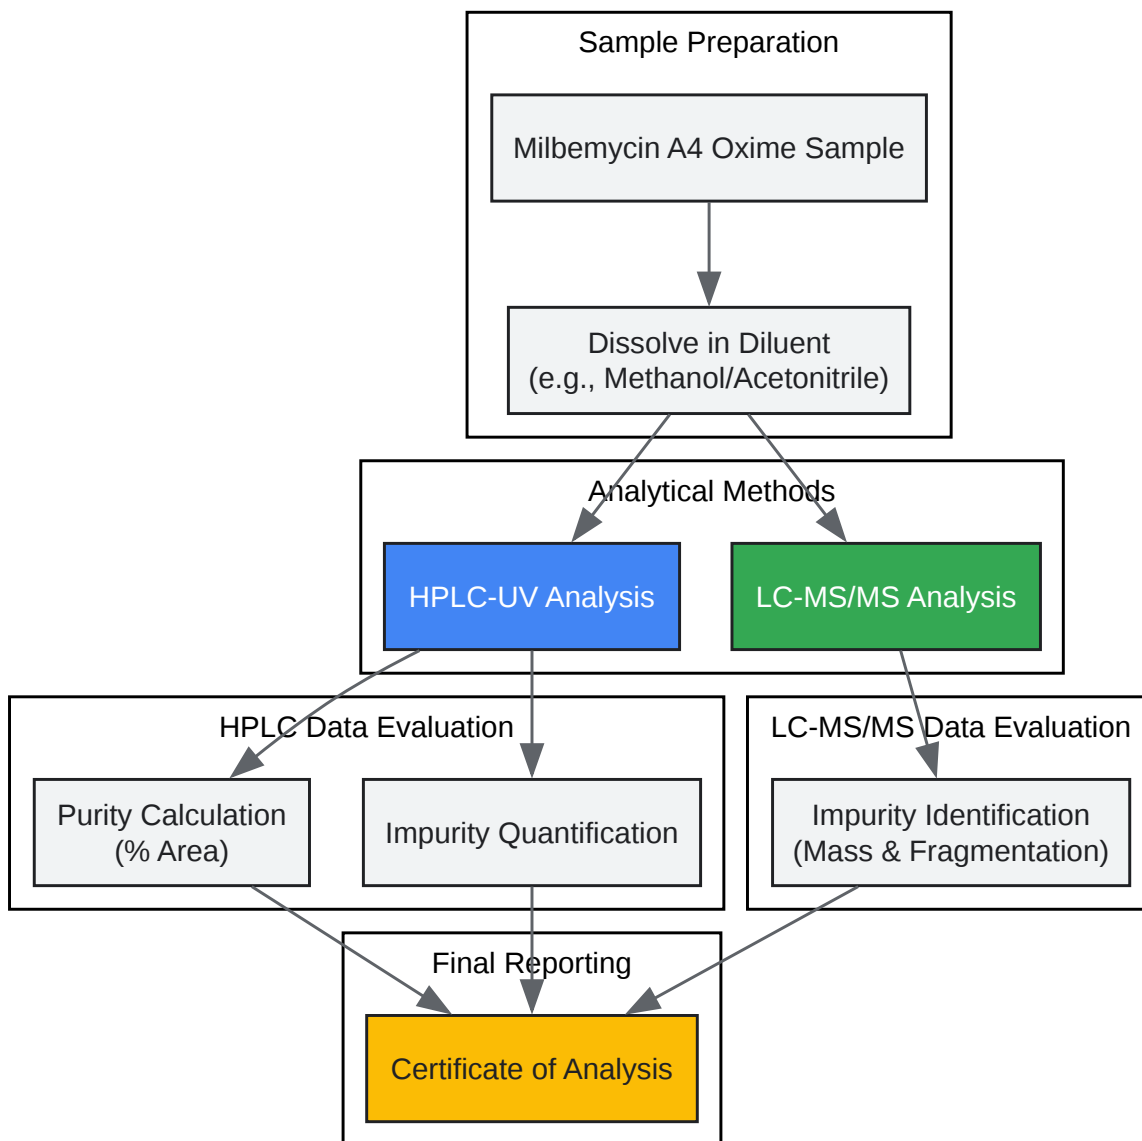 Sample Preparation
Milbemycin A4 Oxime Sample
Dissolve in Diluent
(e.g., Methanol/Acetonitrile)
Analytical Methods
HPLC-UV Analysis
LC-MS/MS Analysis
HPLC Data Evaluation
LC-MS/MS Data Evaluation
Purity Calculation
(% Area)
Impurity Quantification
Impurity Identification
(Mass & Fragmentation)
Final Reporting
Certificate of Analysis